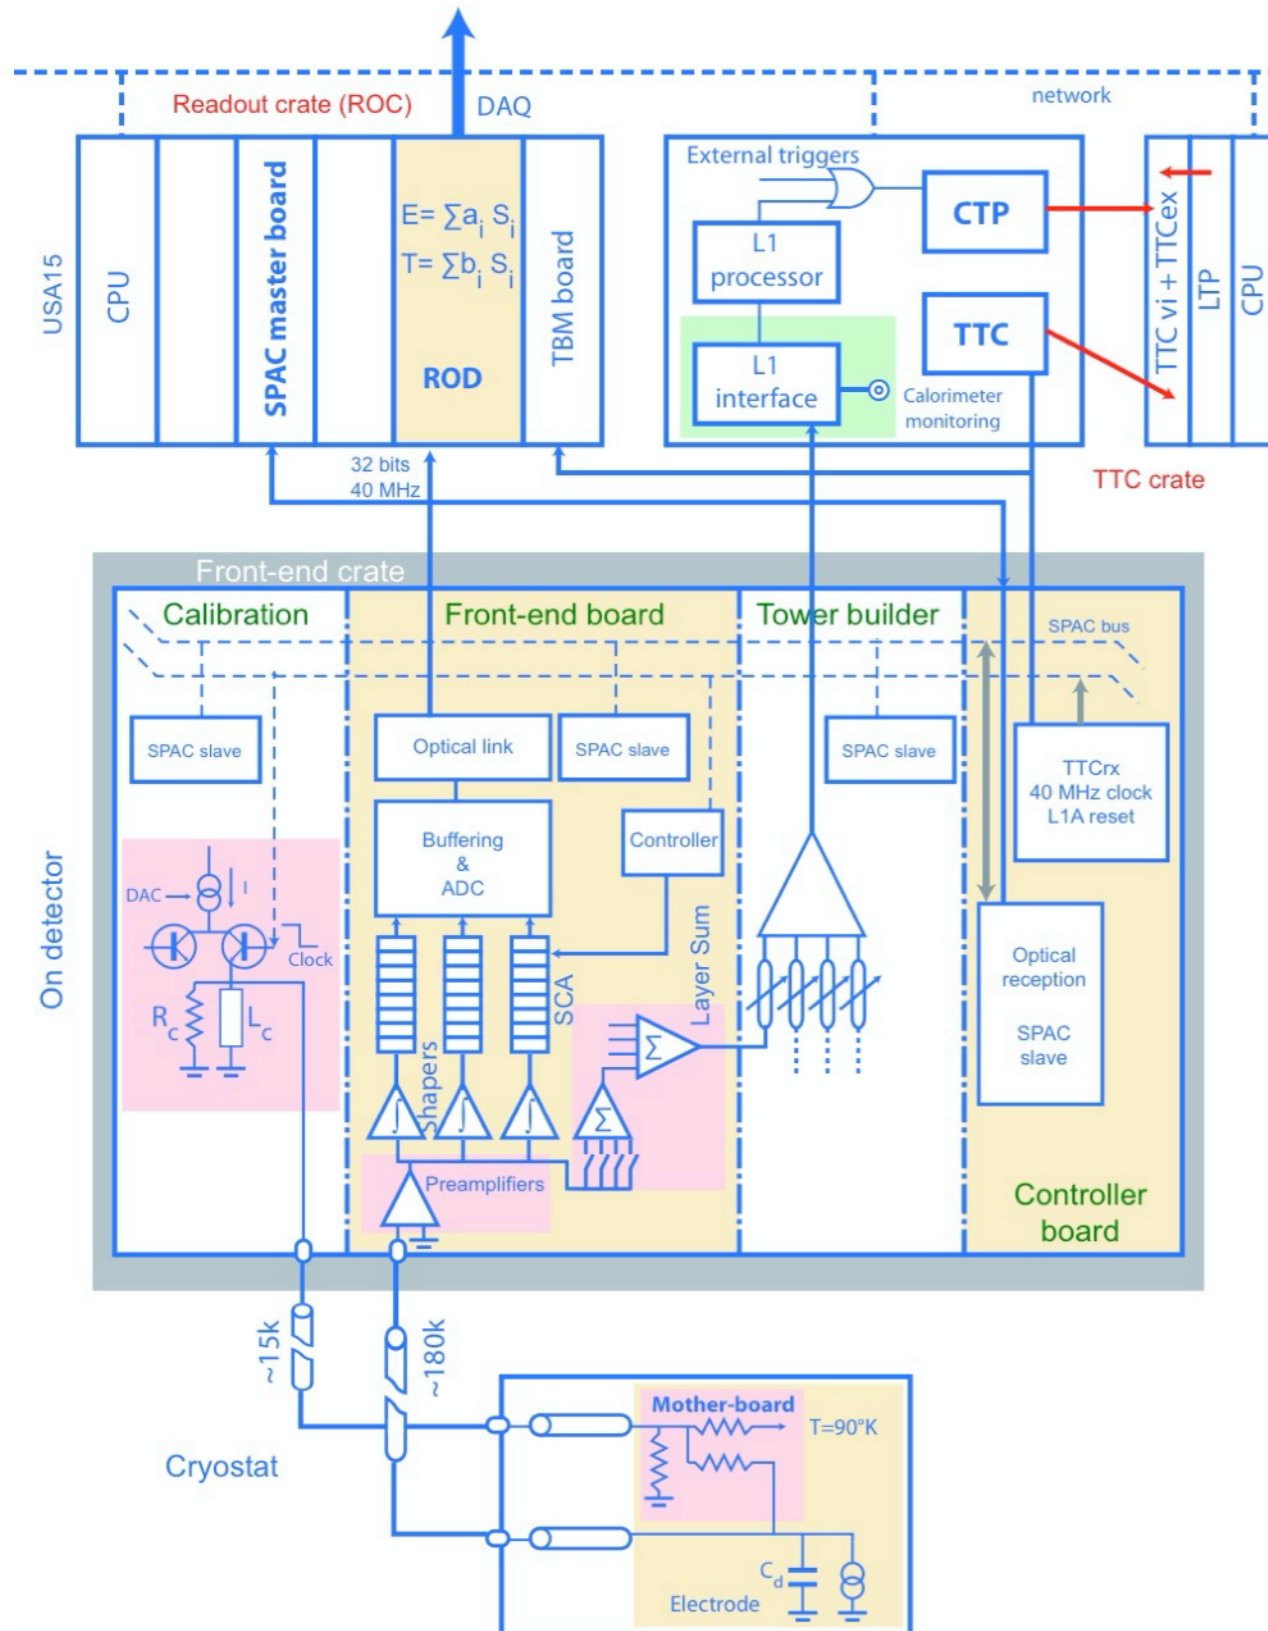 Readout crate (ROC)
DAQ
network
USA15
CPU
SPAC master board
E= ∑a_i S_i
T= ∑b_i S_i
ROD
TBM board
External triggers
L1
processor
L1
interface
Calorimeter
monitoring
CTP
TTC
TTC vi + TTCex
LTP
CPU
TTC crate
32 bits
40 MHz
Front-end crate
Calibration
Front-end board
Tower builder
SPAC bus
SPAC slave
Optical link
SPAC slave
SPAC slave
TTCrx
40 MHz clock
L1A reset
Buffering
&
ADC
Controller
On detector
DAC
I
Clock
R_c
L_c
SCA
Layer Sum
Shapers
∫
∫
∫
∑
∑
Preamplifiers
Optical
reception
SPAC
slave
Controller
board
~15k
~180k
Cryostat
Mother-board
T=90°K
C_d
Electrode